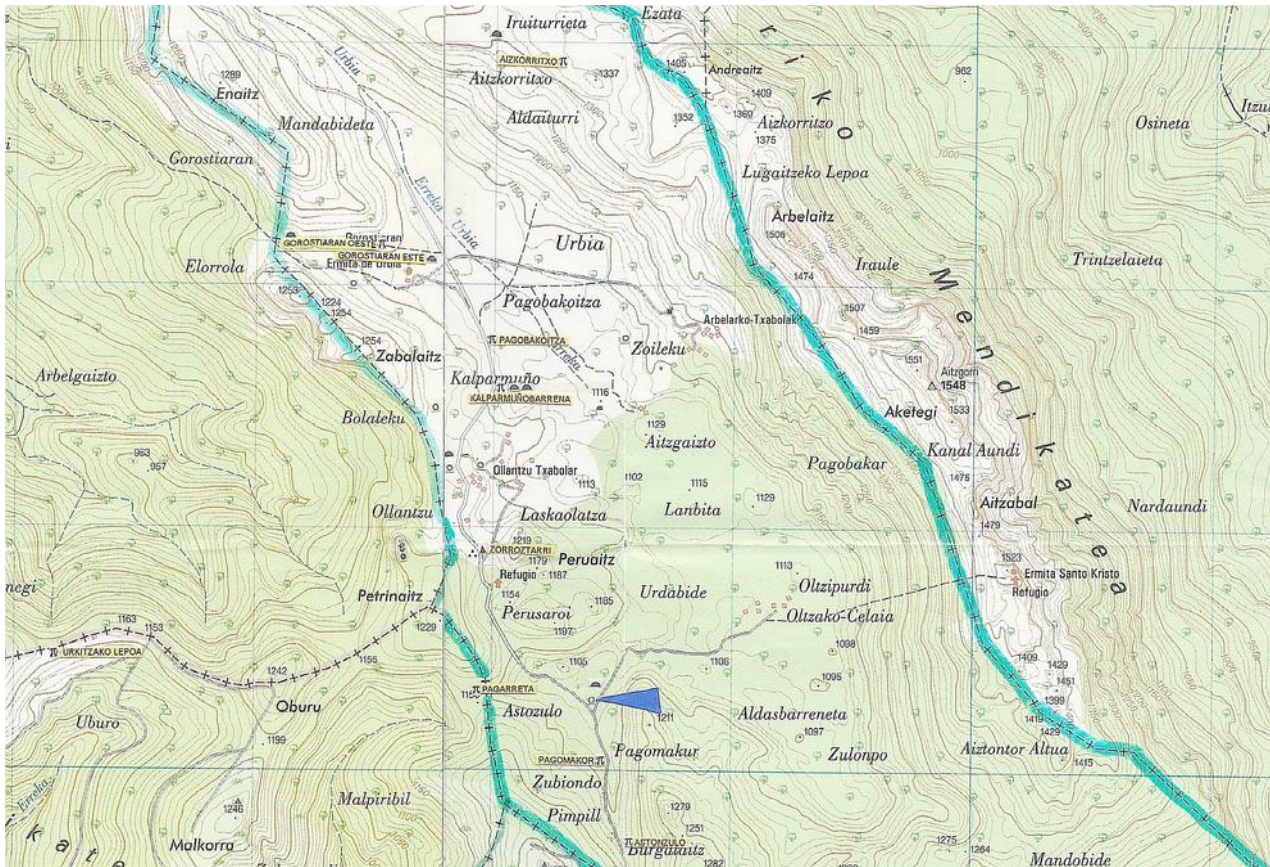 Ezata
Iruiturrieta
r
i
k
o
M
e
n
d
i
k
a
t
e
a
Urbia
AIZKORRITXO
1405
Andreaitz
962
1289
Enaitz
Aitzkorritxo
1337
1409
1369
Aizkorritzo
1375
Osineta
Mandabideta
Aldaiturri
1352
Gorostiaran
Lugaitzeko Lepoa
1000
Erreka
Urbia
Arbelaitz
1506
GOROSTIARAN OESTE
GOROSTIARAN ESTE
Ermita de Urbia
Urbia
Elorrola
Iraule
Trintzelaieta
1474
1253
1224
1254
1254
Pagobakoitza
1507
1459
Arbelarko-Txabolak
PAGOBAKOITZA
Zabalaitz
Erreka
Zoileku
1551
Aitzgorri
1548
Arbelgaizto
Kalparmuño
KALPARMUÑOBARRENA
1116
1533
Bolaleku
Aketegi
1129
Aitzgaizto
Kanal Aundi
1475
963
957
Ollantzu Txabolar
1113
1102
1115
1129
Pagobakar
Aitzabal
Nardaundi
Ollantzu
Laskaolatza
Lanbita
1479
1219
ZORROZTARRI
1179
Peruaitz
1187
1523
Ermita Santo Kristo
Refugio
Refugio
1154
1113
Oltzipurdi
Urdabide
Petrinaitz
Perusaroi
1185
Oltzako-Celaia
1197
1229
1163
1153
1098
URKITZAKO LEPOA
1242
1155
1105
1106
1409
1429
1451
1399
1095
PAGARRETA
Oburu
Astozulo
1211
Aldasbarreneta
1419
1429
Uburo
1199
1097
Pagomakur
Zulonpo
Aiztontor Altua
1415
PAGOMAKOR
Zubiondo
Erreka
Malpiribil
Pimpill
1279
1246
1251
ASTONZULO
Burgalaitz
1275
1264
Malkorra
1282
Mandobide
i
k
a
t